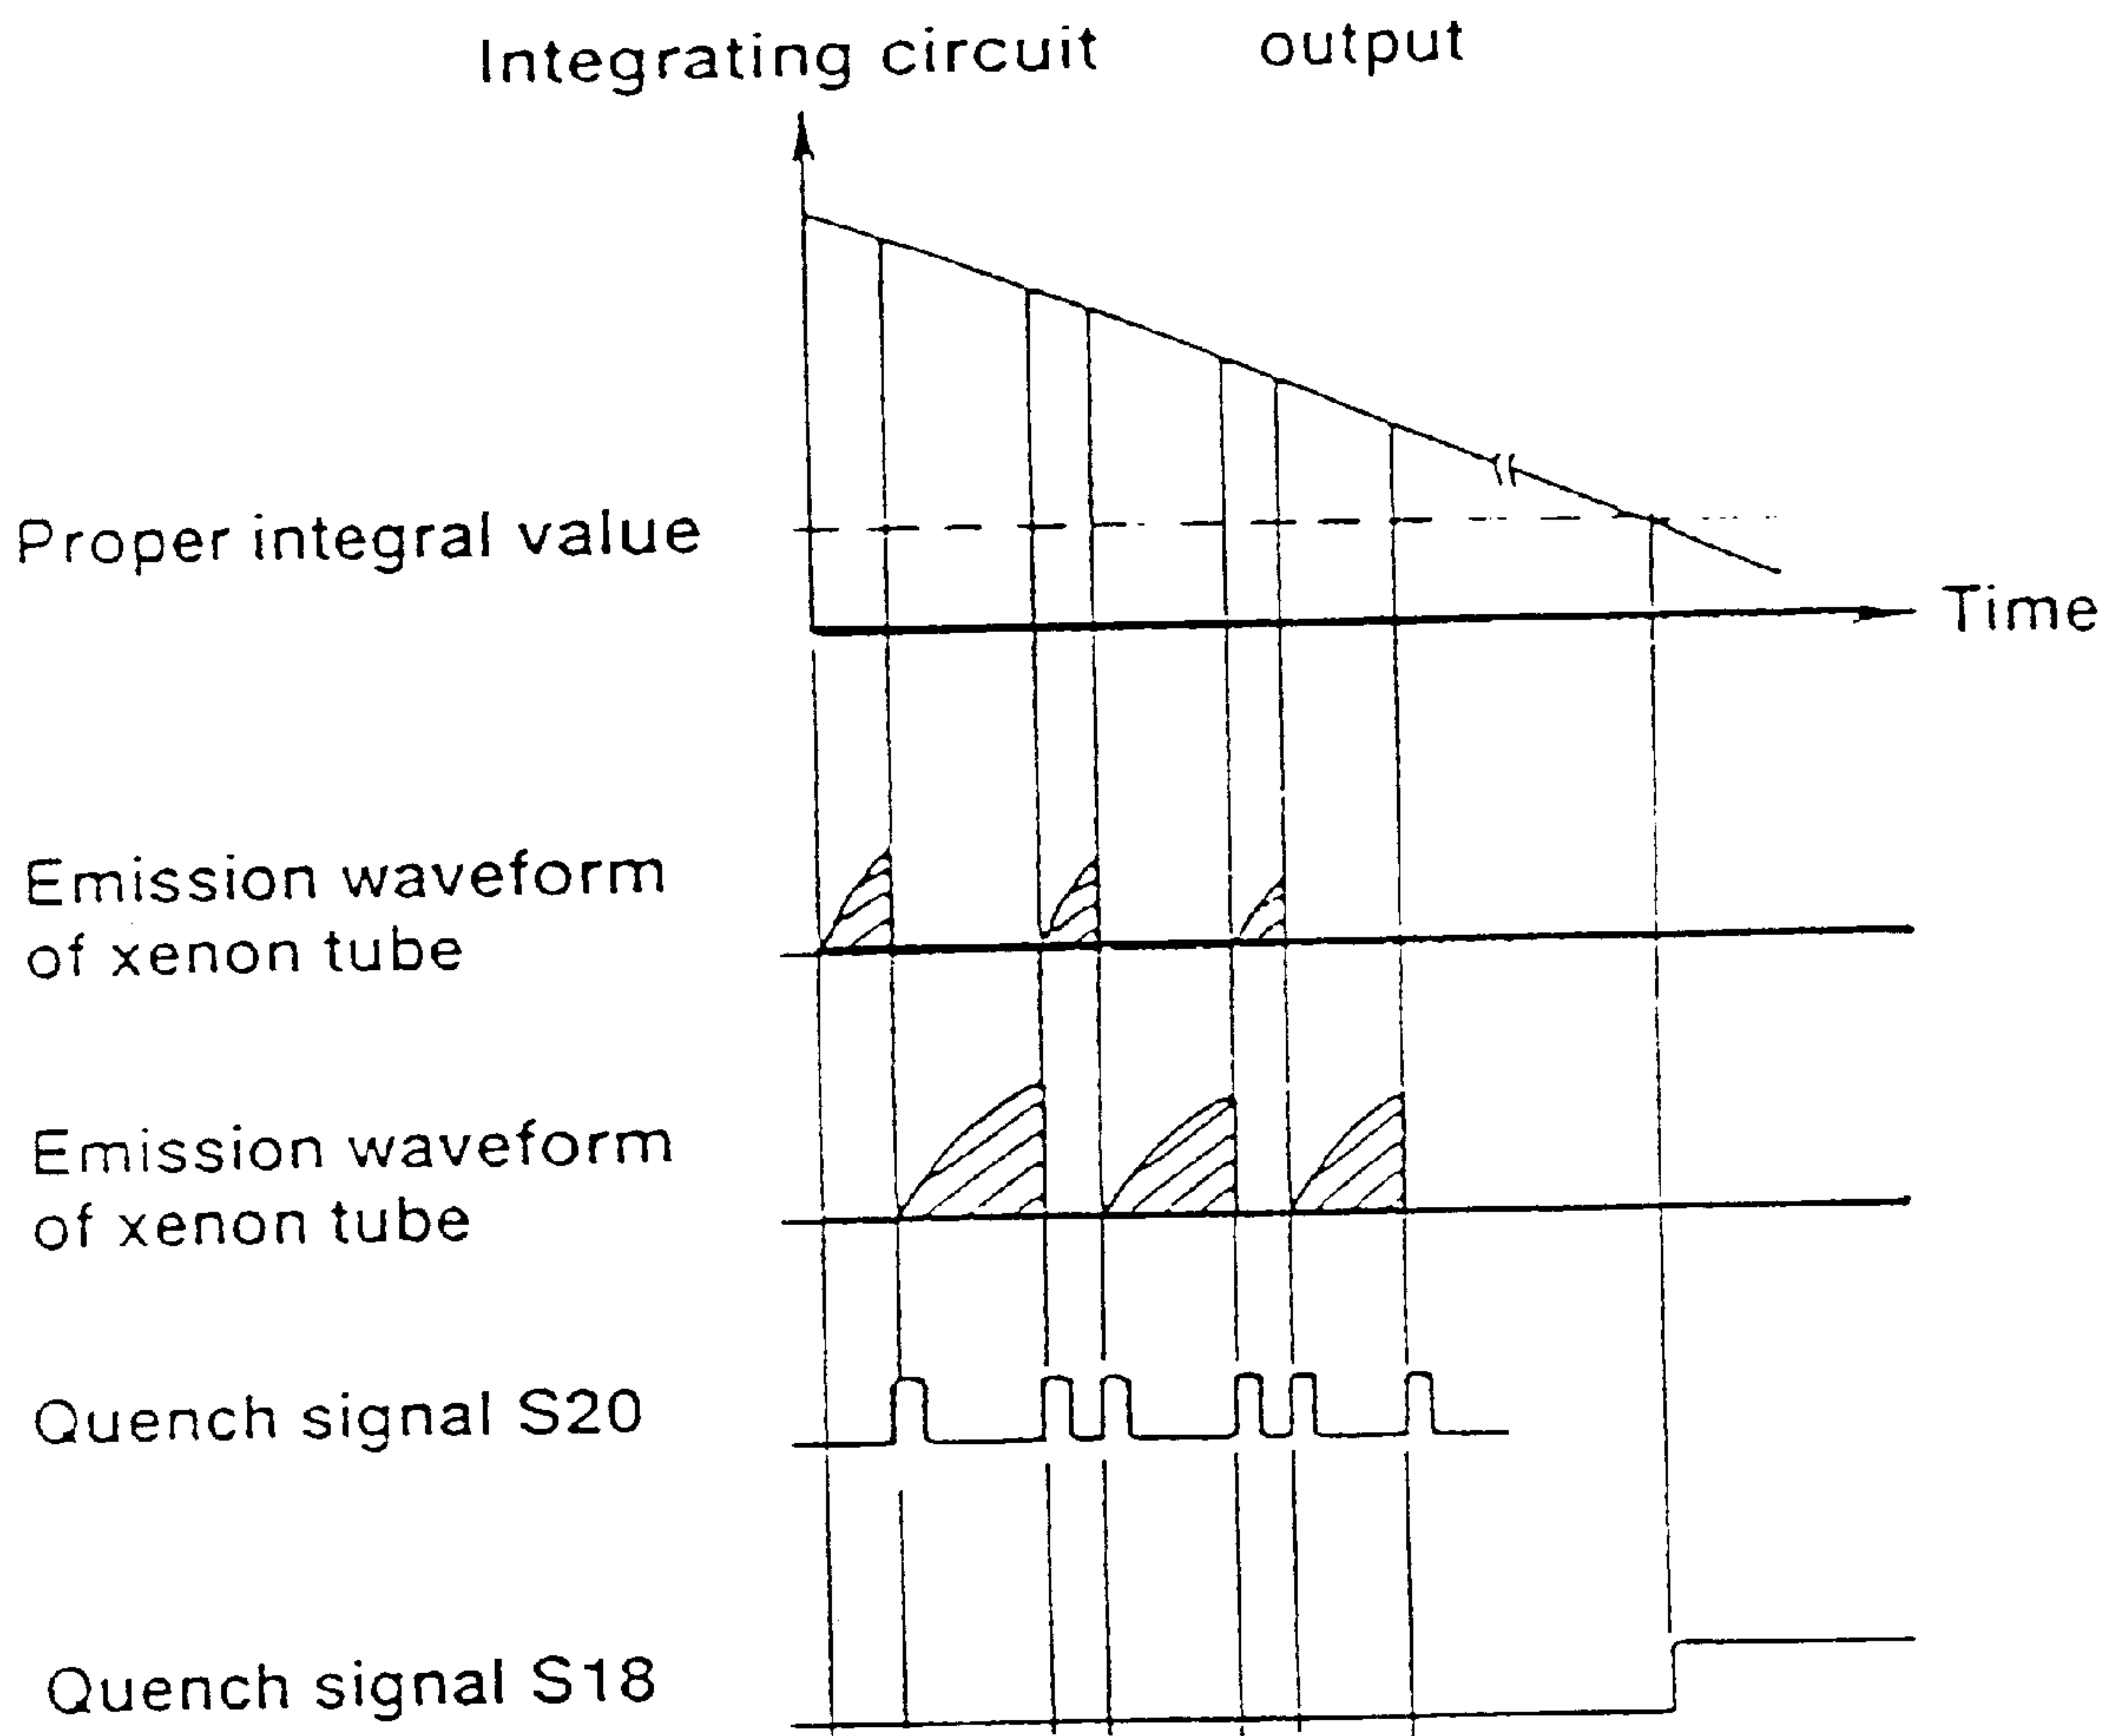 Integrating circuit output
Proper integral value
Time
Emission waveform
of xenon tube
Emission waveform
of xenon tube
Quench signal S20
Quench signal S18